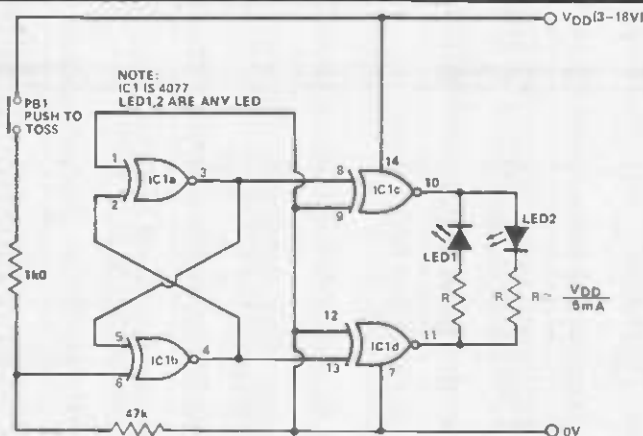 VDD (3–18V)
NOTE:
IC1 IS 4077
LED1,2 ARE ANY LED
PB1
PUSH TO
TOSS
1
2
3
IC1a
8
9
14
IC1c
10
LED2
LED1
1k0
R
R
R ~ VDD
5mA
5
6
IC1b
4
12
13
IC1d
11
7
47k
0V